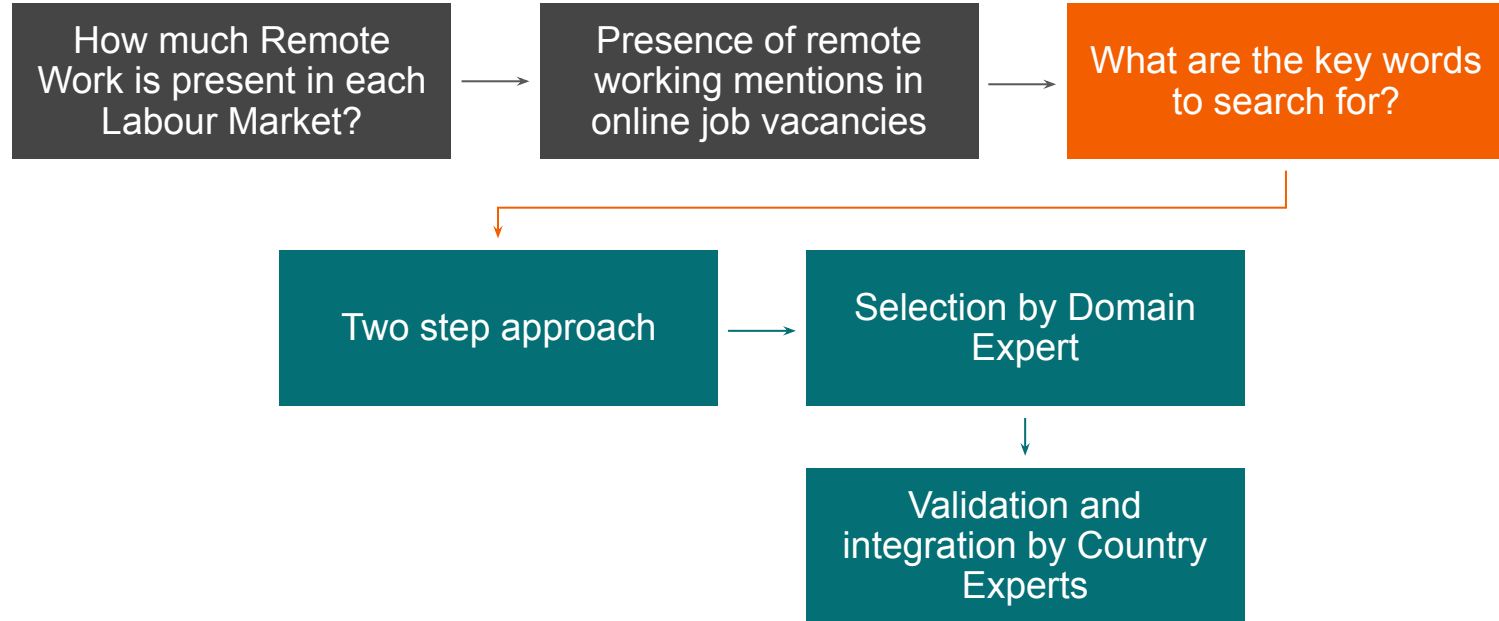 How much Remote
Work is present in each
Labour Market?
Presence of remote
working mentions in
online job vacancies
What are the key words
to search for?
Two step approach
Selection by Domain
Expert
Validation and
integration by Country
Experts